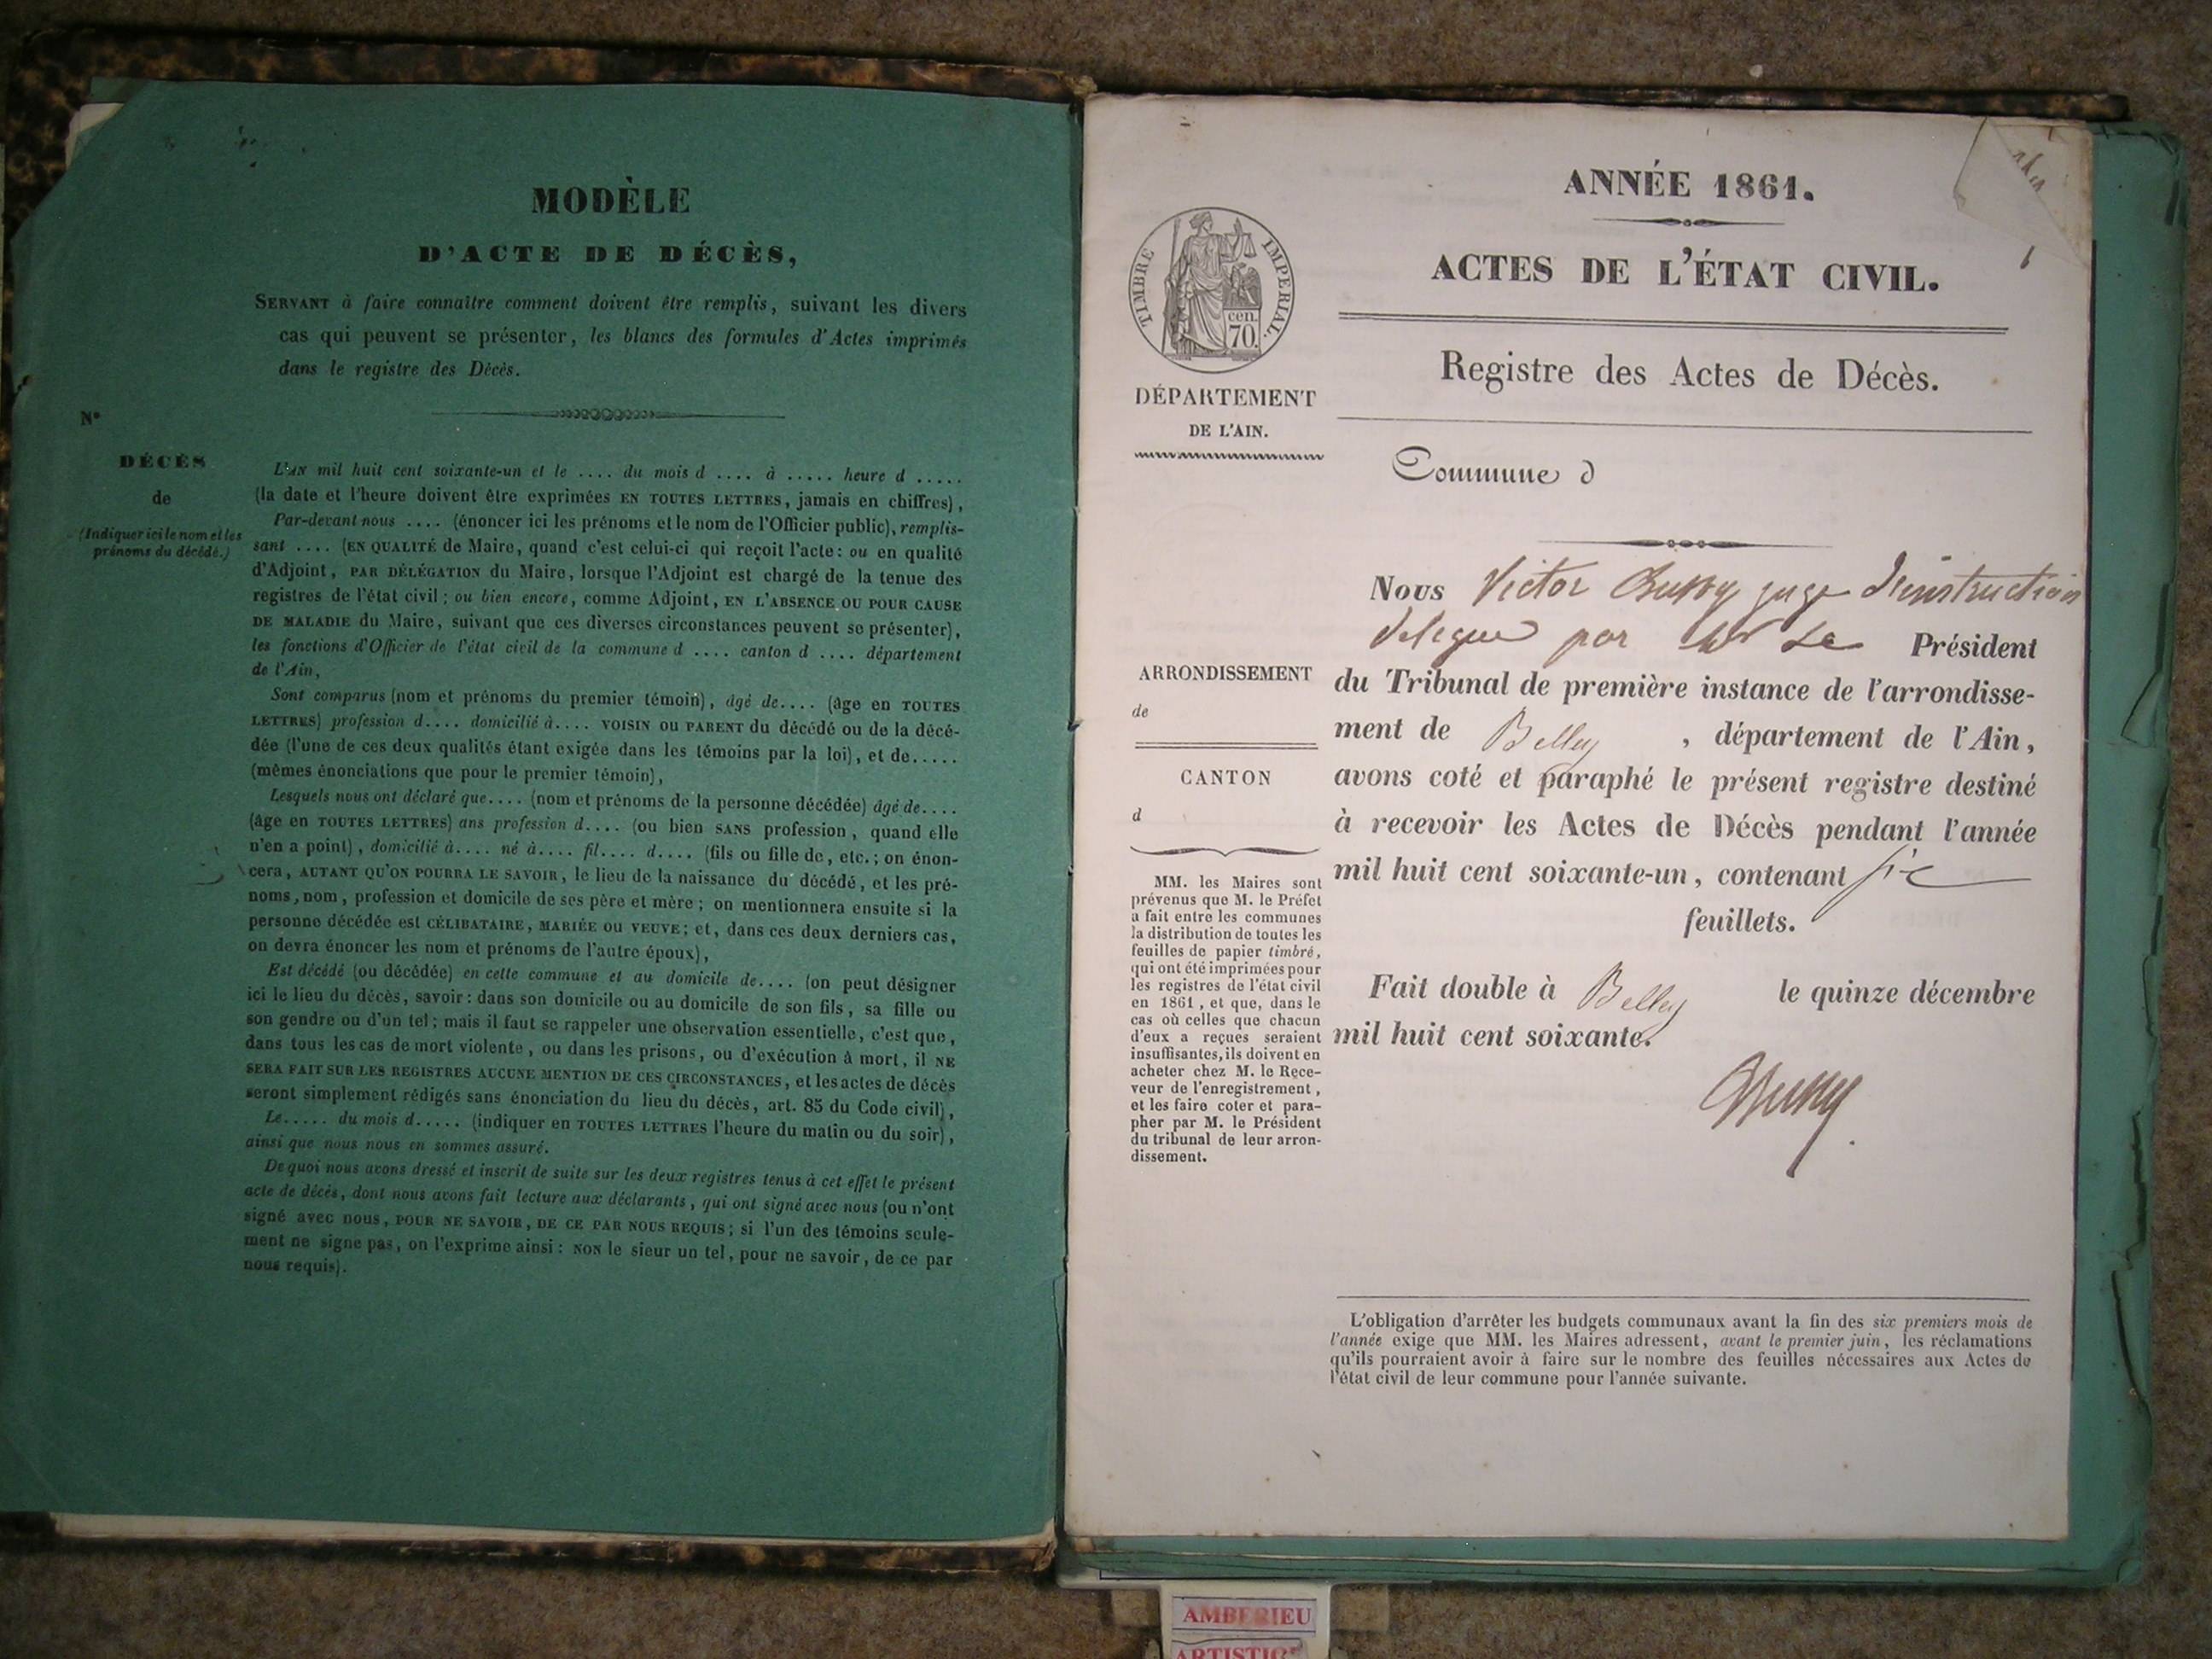 MODÈLE
D'ACTE DE DÉCÈS,
SERVANT à faire connaître comment doivent être remplis, suivant les divers
cas qui peuvent se présenter, les blancs des formules d'Actes imprimés
dans le registre des Décès.
N°
DÉCÈS
de
(Indiquer ici le nom et les
prénoms du décédé.)
L'AN mil huit cent soixante-un et le .... du mois d .... à ..... heure d .....
(la date et l'heure doivent être exprimées EN TOUTES LETTRES, jamais en chiffres),
Par-devant nous .... (énoncer ici les prénoms et le nom de l'Officier public), remplis-
sant .... (EN QUALITÉ de Maire, quand c'est celui-ci qui reçoit l'acte: ou en qualité
d'Adjoint, PAR DÉLÉGATION du Maire, lorsque l'Adjoint est chargé de la tenue des
registres de l'état civil; ou bien encore, comme Adjoint, EN L'ABSENCE OU POUR CAUSE
DE MALADIE du Maire, suivant que ces diverses circonstances peuvent se présenter),
les fonctions d'Officier de l'état civil de la commune d .... canton d .... département
de l'Ain,
Sont comparus (nom et prénoms du premier témoin), âgé de.... (âge en TOUTES
LETTRES) profession d.... domicilié à.... VOISIN OU PARENT du décédé ou de la décé-
dée (l'une de ces deux qualités étant exigée dans les témoins par la loi), et de.....
(mêmes énonciations que pour le premier témoin),
Lesquels nous ont déclaré que.... (nom et prénoms de la personne décédée) âgé de....
(âge en TOUTES LETTRES) ans profession d.... (ou bien SANS profession, quand elle
n'en a point), domicilié à.... né à.... fil.... d.... (fils ou fille de, etc.; on énon-
cera, AUTANT QU'ON POURRA LE SAVOIR, le lieu de la naissance du décédé, et les pré-
noms, nom, profession et domicile de ses père et mère; on mentionnera ensuite si la
personne décédée est CÉLIBATAIRE, MARIÉE OU VEUVE; et, dans ces deux derniers cas,
on devra énoncer les nom et prénoms de l'autre époux),
Est décédé (ou décédée) en cette commune et au domicile de.... (on peut désigner
ici le lieu du décès, savoir: dans son domicile ou au domicile de son fils, sa fille ou
son gendre ou d'un tel; mais il faut se rappeler une observation essentielle, c'est que,
dans tous les cas de mort violente, ou dans les prisons, ou d'exécution à mort, il NE
SERA FAIT SUR LES REGISTRES AUCUNE MENTION DE CES CIRCONSTANCES, et les actes de décès
seront simplement rédigés sans énonciation du lieu du décès, art. 85 du Code civil),
Le..... du mois d..... (indiquer en TOUTES LETTRES l'heure du matin ou du soir),
ainsi que nous nous en sommes assuré.
De quoi nous avons dressé et inscrit de suite sur les deux registres tenus à cet effet le présent
acte de décès, dont nous avons fait lecture aux déclarants, qui ont signé avec nous (ou n'ont
signé avec nous, POUR NE SAVOIR, DE CE PAR NOUS REQUIS; si l'un des témoins seule-
ment ne signe pas, on l'exprime ainsi: NON le sieur un tel, pour ne savoir, de ce par
nous requis).
ANNÉE 1861.
ACTES DE L'ÉTAT CIVIL.
Registre des Actes de Décès.
TIMBRE IMPERIAL.
cen.
70.
DÉPARTEMENT
DE L'AIN.
Commune d
Nous Victor juge d'instruction
délégué par Mr Le Président
du Tribunal de première instance de l'arrondisse-
ment de Belley, département de l'Ain,
avons coté et paraphé le présent registre destiné
à recevoir les Actes de Décès pendant l'année
mil huit cent soixante-un, contenant six
feuillets.
Fait double à Belley le quinze décembre
mil huit cent soixante.
ARRONDISSEMENT
de
CANTON
d
MM. les Maires sont
prévenus que M. le Préfet
a fait entre les communes
la distribution de toutes les
feuilles de papier timbré,
qui ont été imprimées pour
les registres de l'état civil
en 1861, et que, dans le
cas où celles que chacun
d'eux a reçues seraient
insuffisantes, ils doivent en
acheter chez M. le Rece-
veur de l'enregistrement,
et les faire coter et para-
pher par M. le Président
du tribunal de leur arron-
dissement.
L'obligation d'arrêter les budgets communaux avant la fin des six premiers mois de
l'année exige que MM. les Maires adressent, avant le premier juin, les réclamations
qu'ils pourraient avoir à faire sur le nombre des feuilles nécessaires aux Actes de
l'état civil de leur commune pour l'année suivante.
AMBERIEU